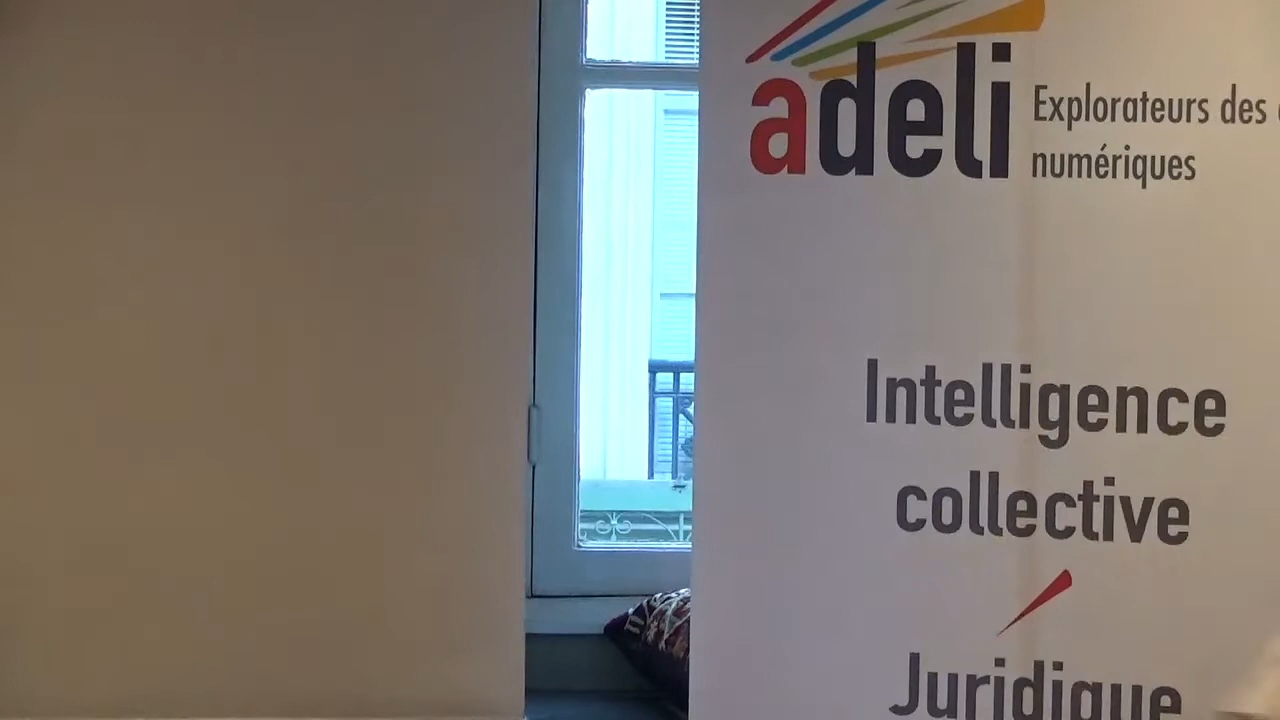 adeli
Explorateurs des
numériques
Intelligence
collective
Juridique